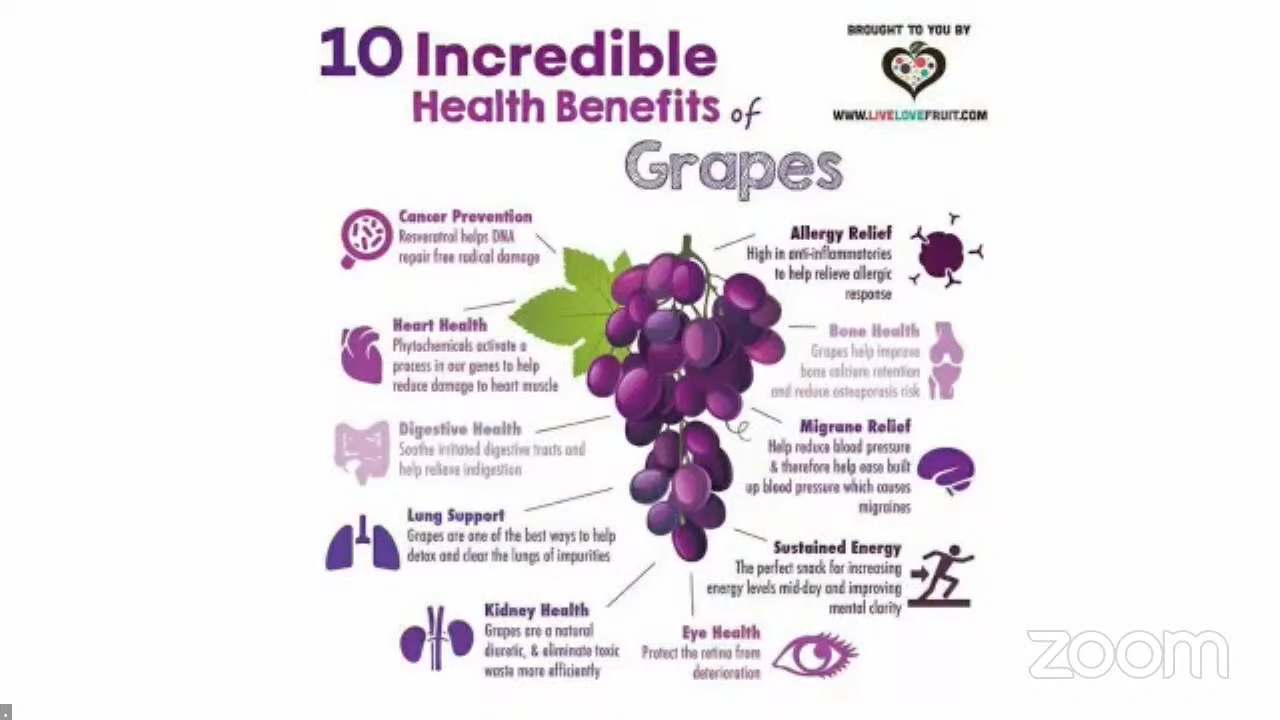 10 Incredible
Health Benefits of
Grapes
BROUGHT TO YOU BY
WWW.LIVELOVEFRUIT.COM
Cancer Prevention
Resveratrol helps DNA
repair free radical damage
Heart Health
Phytochemicals activate a
process in our genes to help
reduce damage to heart muscle
Digestive Health
Soothe irritated digestive tracts and
help relieve indigestion
Lung Support
Grapes are one of the best ways to help
detox and clear the lungs of impurities
Kidney Health
Grapes are a natural
diuretic, & eliminate toxic
waste more efficiently
Allergy Relief
High in anti-inflammatories
to help relieve allergic
response
Bone Health
Grapes help improve
bone calcium retention
and reduce osteoporosis risk
Migrane Relief
Help reduce blood pressure
& therefore help ease built
up blood pressure which causes
migraines
Sustained Energy
The perfect snack for increasing
energy levels mid-day and improving
mental clarity
Eye Health
Protect the retina from
deterioration
zoom